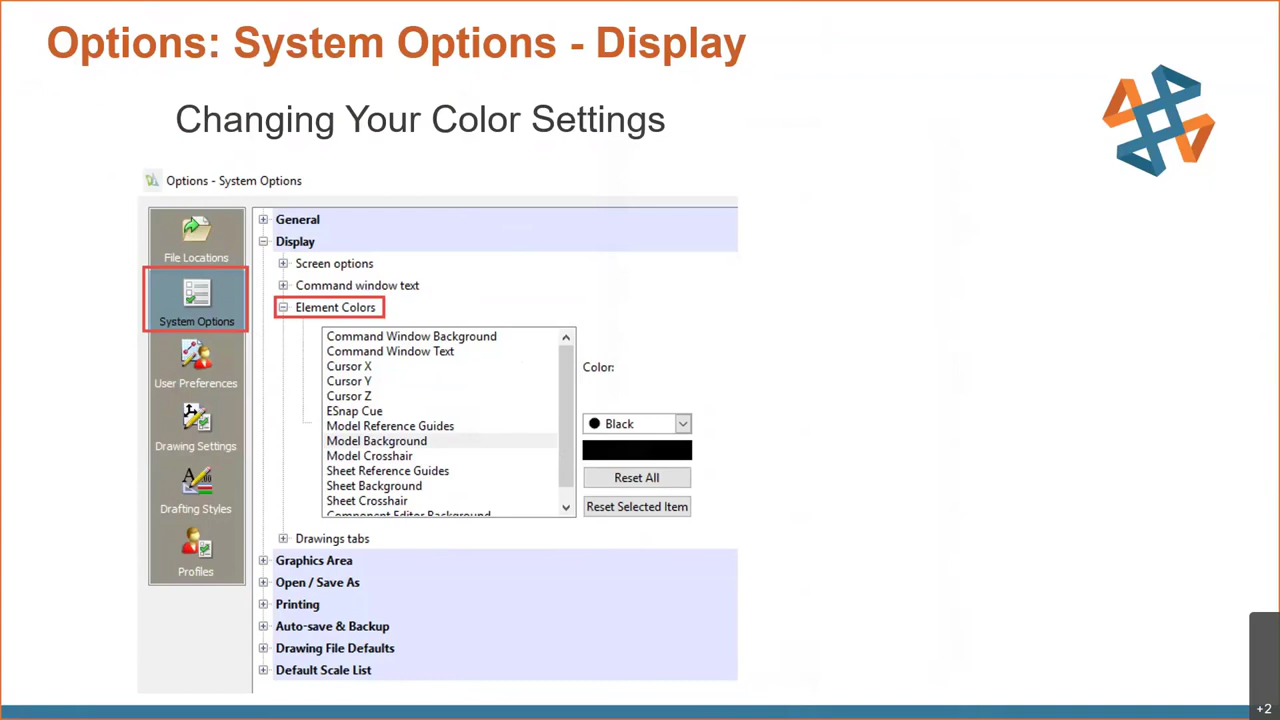 Options: System Options - Display
Changing Your Color Settings
Options - System Options
File Locations
System Options
User Preferences
Drawing Settings
Drafting Styles
Profiles
General
Display
Screen options
Command window text
Element Colors
Command Window Background
Command Window Text
Cursor X
Cursor Y
Cursor Z
ESnap Cue
Model Reference Guides
Model Background
Model Crosshair
Sheet Reference Guides
Sheet Background
Sheet Crosshair
Component Editor Background
Color:
Black
Reset All
Reset Selected Item
Drawings tabs
Graphics Area
Open / Save As
Printing
Auto-save & Backup
Drawing File Defaults
Default Scale List
+2